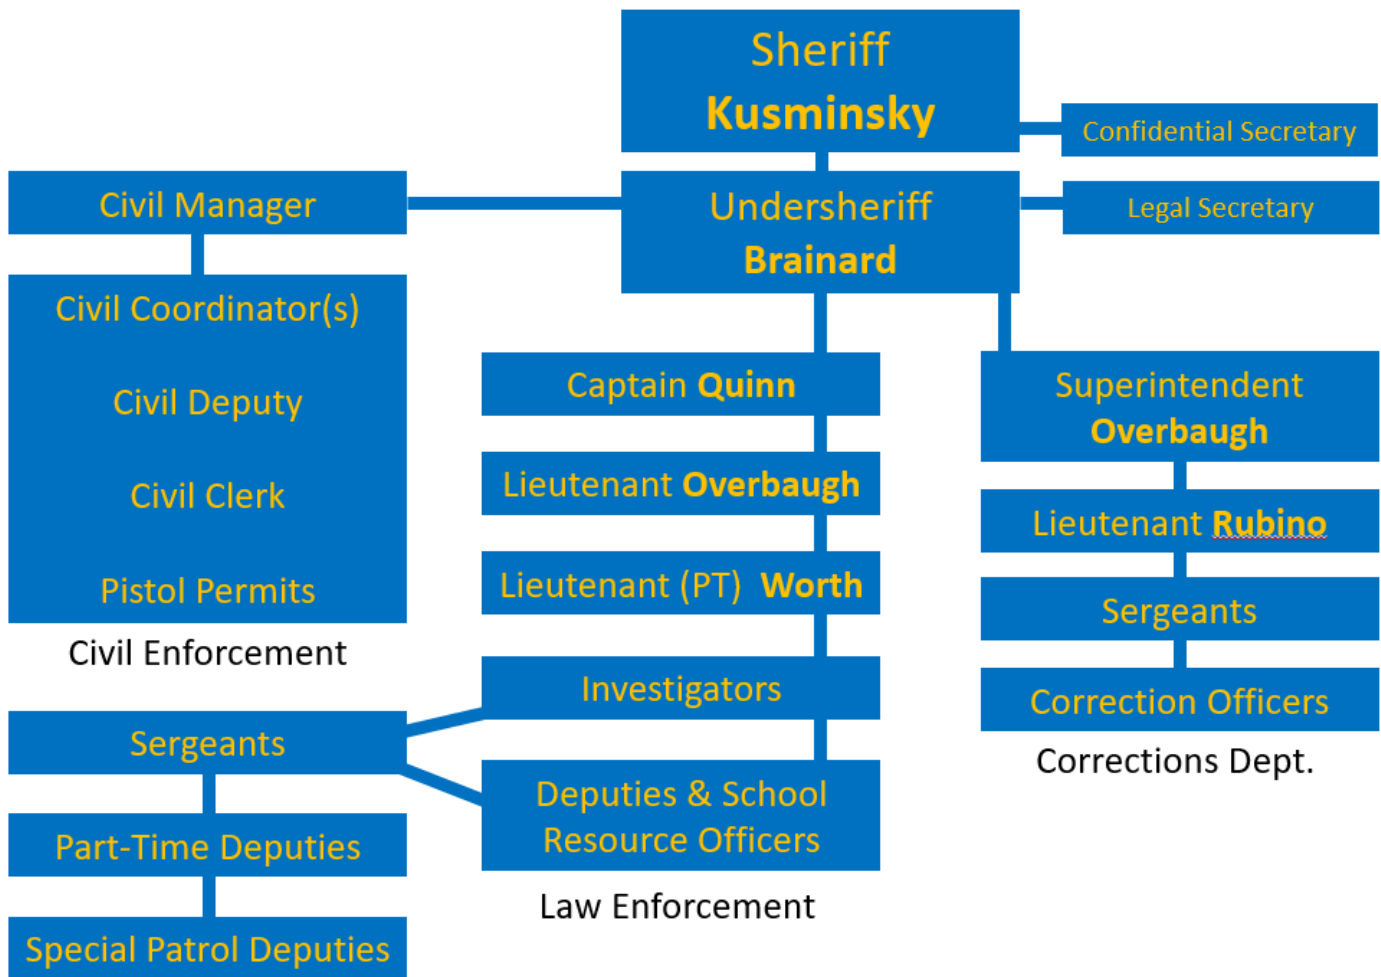 Sheriff
Kusminsky
Confidential Secretary
Civil Manager
Undersheriff
Brainard
Legal Secretary
Civil Coordinator(s)
Civil Deputy
Civil Clerk
Pistol Permits
Civil Enforcement
Captain Quinn
Lieutenant Overbaugh
Lieutenant (PT) Worth
Investigators
Sergeants
Deputies & School
Resource Officers
Part-Time Deputies
Special Patrol Deputies
Law Enforcement
Superintendent
Overbaugh
Lieutenant Rubino
Sergeants
Correction Officers
Corrections Dept.